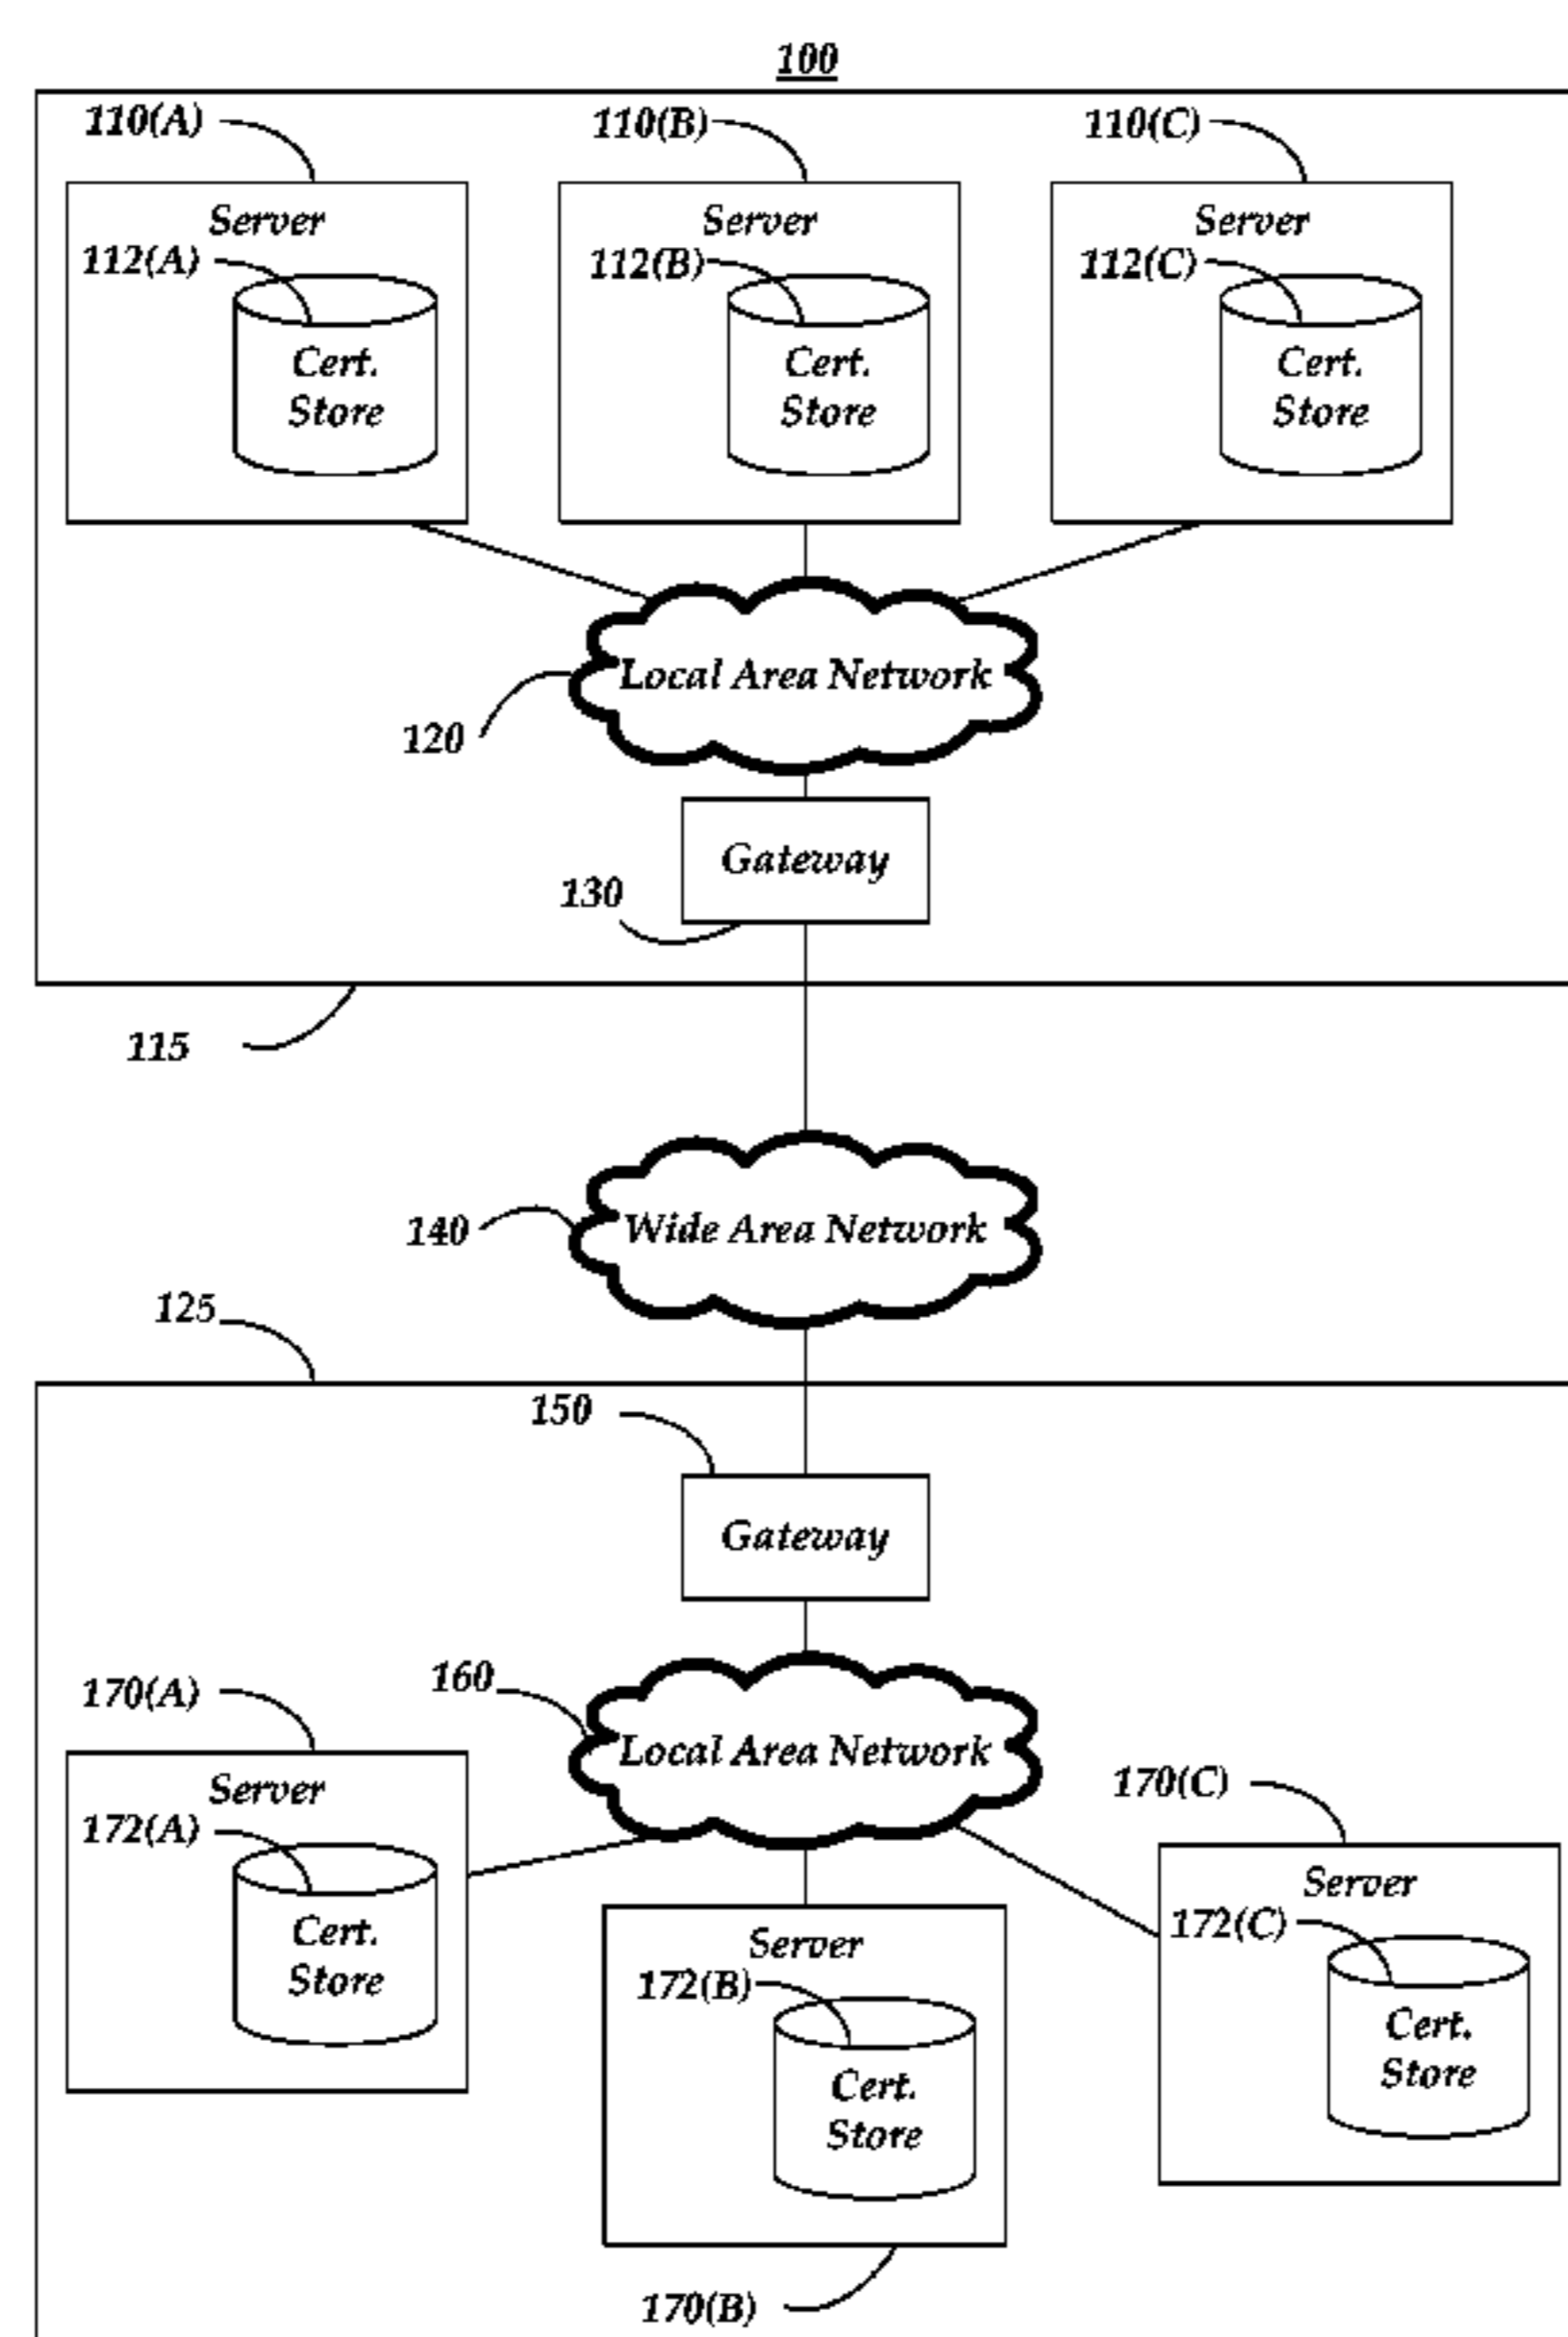 100
110(A)
110(B)
110(C)
Server
Server
Server
112(A)
112(B)
112(C)
Cert.
Store
Cert.
Store
Cert.
Store
Local Area Network
120
Gateway
130
115
Wide Area Network
140
125
150
Gateway
160
Local Area Network
170(A)
Server
172(A)
Cert.
Store
170(C)
Server
172(C)
Cert.
Store
Server
172(B)
Cert.
Store
170(B)